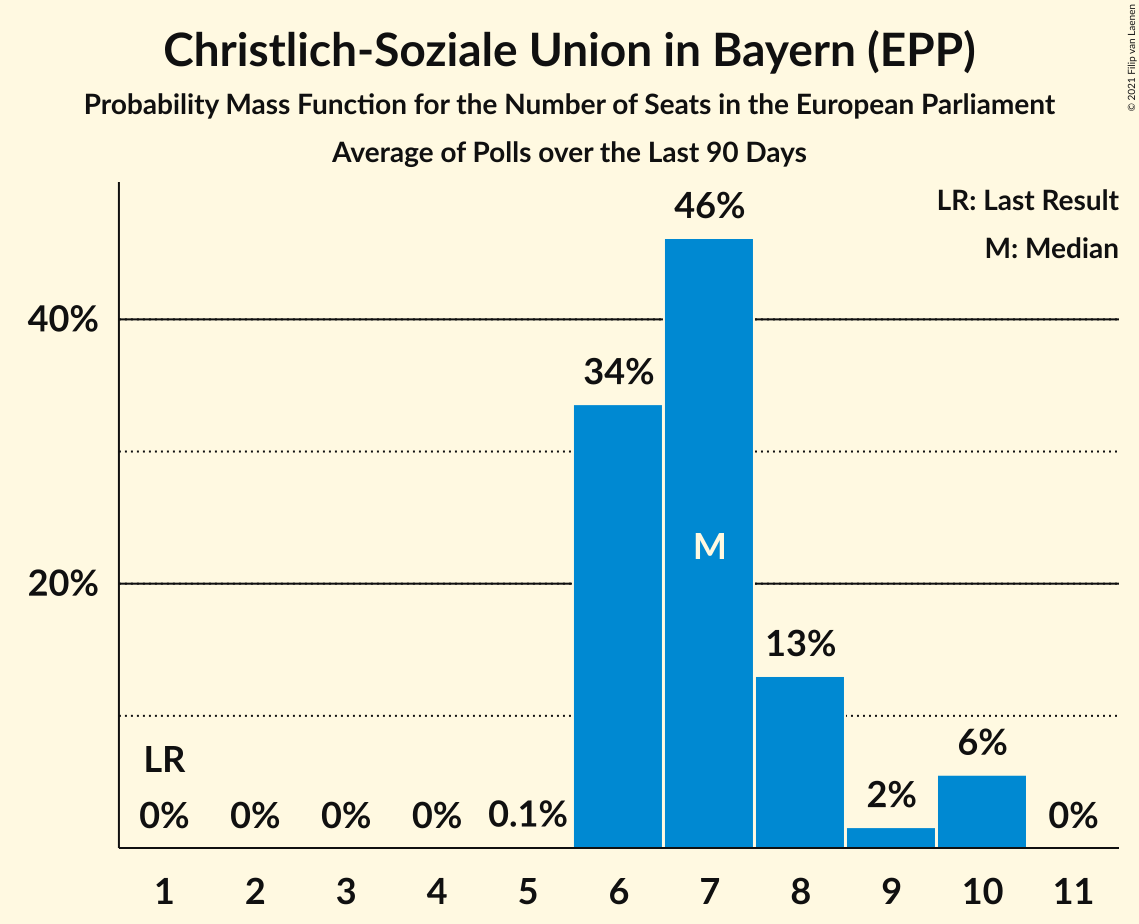 Christlich-Soziale Union in Bayern (EPP)
Probability Mass Function for the Number of Seats in the European Parliament
Average of Polls over the Last 90 Days
© 2021 Filip van Laenen
LR: Last Result
M: Median
46%
40%
34%
M
20%
13%
LR
6%
2%
0% 0% 0% 0% 0.1% 0%
1 2 3 4 5 6 7 8 9 10 11